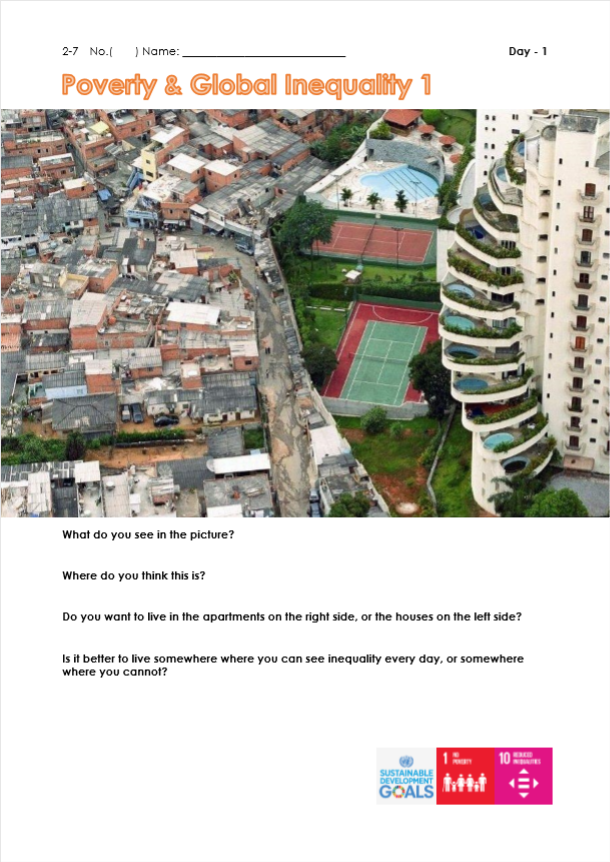 2-7 No.( ) Name: ___________________________
Day - 1
Poverty & Global Inequality 1
What do you see in the picture?
Where do you think this is?
Do you want to live in the apartments on the right side, or the houses on the left side?
Is it better to live somewhere where you can see inequality every day, or somewhere
where you cannot?
SUSTAINABLE
DEVELOPMENT
GOALS
1 NO
POVERTY
10 REDUCED
INEQUALITIES